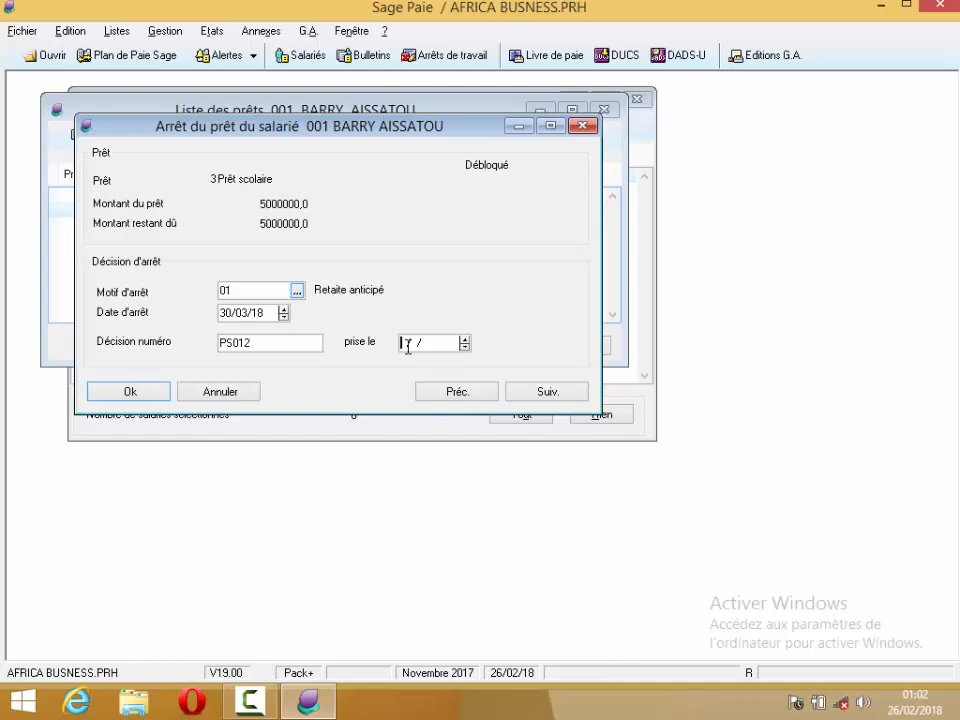 Sage Paie / AFRICA BUSNESS.PRH
Fichier Edition Listes Gestion Etats Annexes G.A. Fenêtre ?
Ouvrir Plan de Paie Sage Alertes Salariés Bulletins Arrêts de travail Livre de paie DUCS DADS-U Editions G.A.
Liste des prêts 001 BARRY AISSATOU
Arrêt du prêt du salarié 001 BARRY AISSATOU
Prêt
Débloqué
Prêt 3 Prêt scolaire
Montant du prêt 5000000,0
Montant restant dû 5000000,0
Décision d'arrêt
Motif d'arrêt 01 ... Retaite anticipé
Date d'arrêt 30/03/18
Décision numéro PS012 prise le / /
Ok Annuler Préc. Suiv.
Nombre de salariés sélectionnés
Activer Windows
Accédez aux paramètres de
l'ordinateur pour activer Windows.
AFRICA BUSNESS.PRH V19.00 Pack+ Novembre 2017 26/02/18 R
01:02
26/02/2018